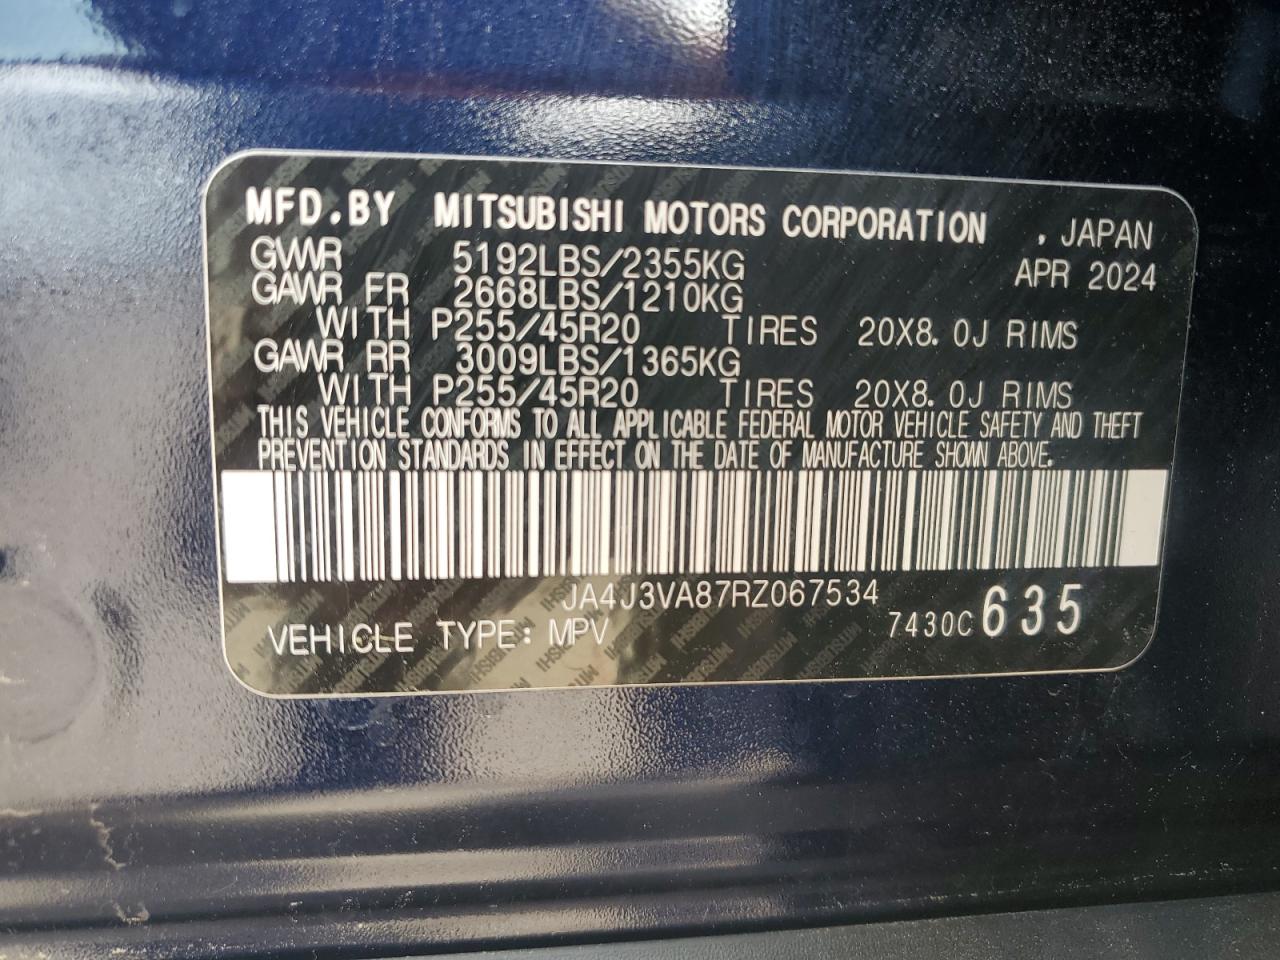 MFD.BY MITSUBISHI MOTORS CORPORATION , JAPAN
GVWR 5192LBS/2355KG APR 2024
GAWR FR 2668LBS/1210KG
WITH P255/45R20 TIRES 20X8.0J RIMS
GAWR RR 3009LBS/1365KG
WITH P255/45R20 TIRES 20X8.0J RIMS
THIS VEHICLE CONFORMS TO ALL APPLICABLE FEDERAL MOTOR VEHICLE SAFETY AND THEFT
PREVENTION STANDARDS IN EFFECT ON THE DATE OF MANUFACTURE SHOWN ABOVE.
JA4J3VA87RZ067534
VEHICLE TYPE: MPV 7430C 635